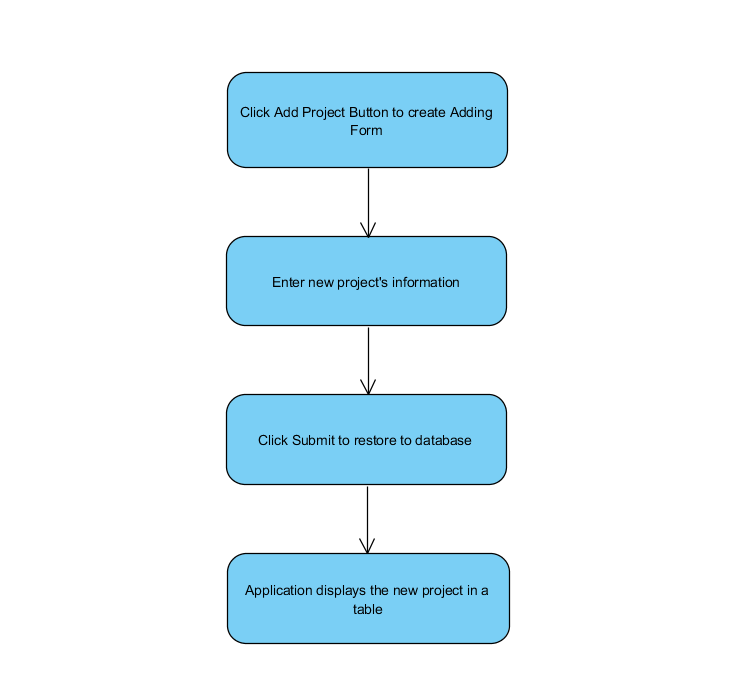 Click Add Project Button to create Adding
Form
Enter new project's information
Click Submit to restore to database
Application displays the new project in a
table